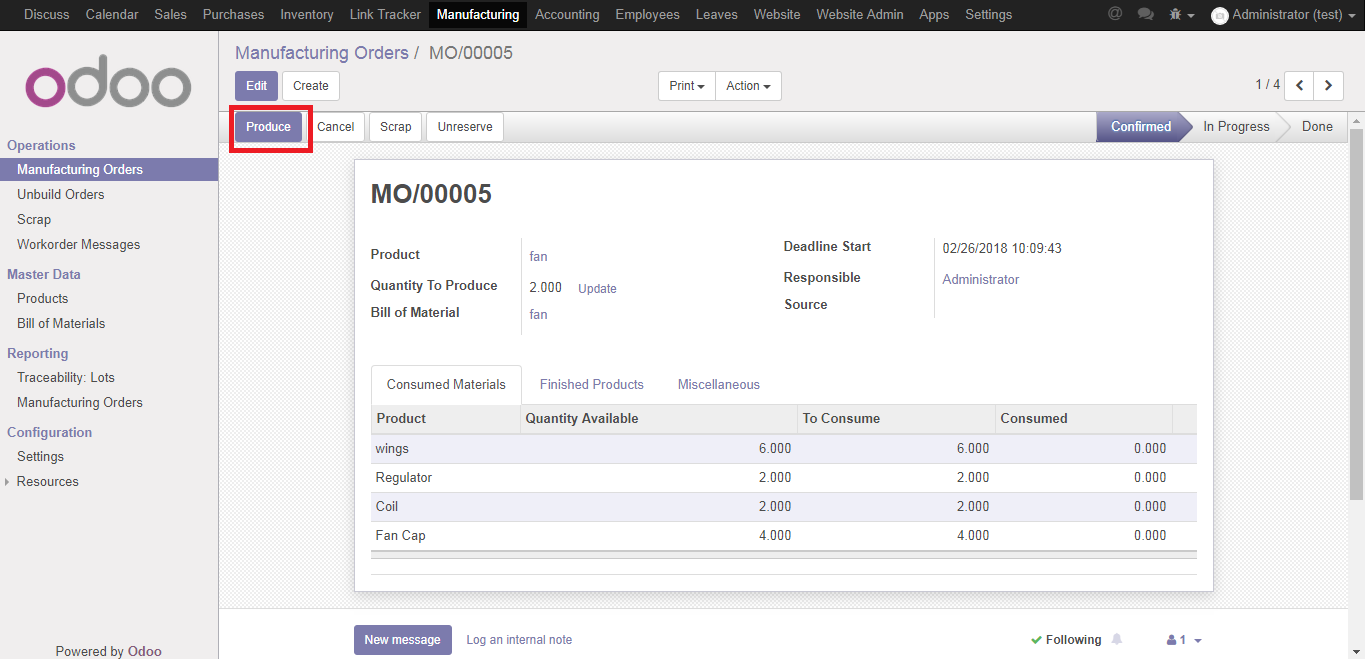 Discuss Calendar Sales Purchases Inventory Link Tracker Manufacturing Accounting Employees Leaves Website Website Admin Apps Settings @ Administrator (test)
odoo
Operations
Manufacturing Orders
Unbuild Orders
Scrap
Workorder Messages
Master Data
Products
Bill of Materials
Reporting
Traceability: Lots
Manufacturing Orders
Configuration
Settings
Resources
Powered by Odoo
Manufacturing Orders / MO/00005
Edit Create Print Action 1 / 4
Produce Cancel Scrap Unreserve Confirmed In Progress Done
MO/00005
Product fan
Quantity To Produce 2.000 Update
Bill of Material fan
Deadline Start 02/26/2018 10:09:43
Responsible Administrator
Source
Consumed Materials Finished Products Miscellaneous
Product Quantity Available To Consume Consumed
wings 6.000 6.000 0.000
Regulator 2.000 2.000 0.000
Coil 2.000 2.000 0.000
Fan Cap 4.000 4.000 0.000
New message Log an internal note Following 1